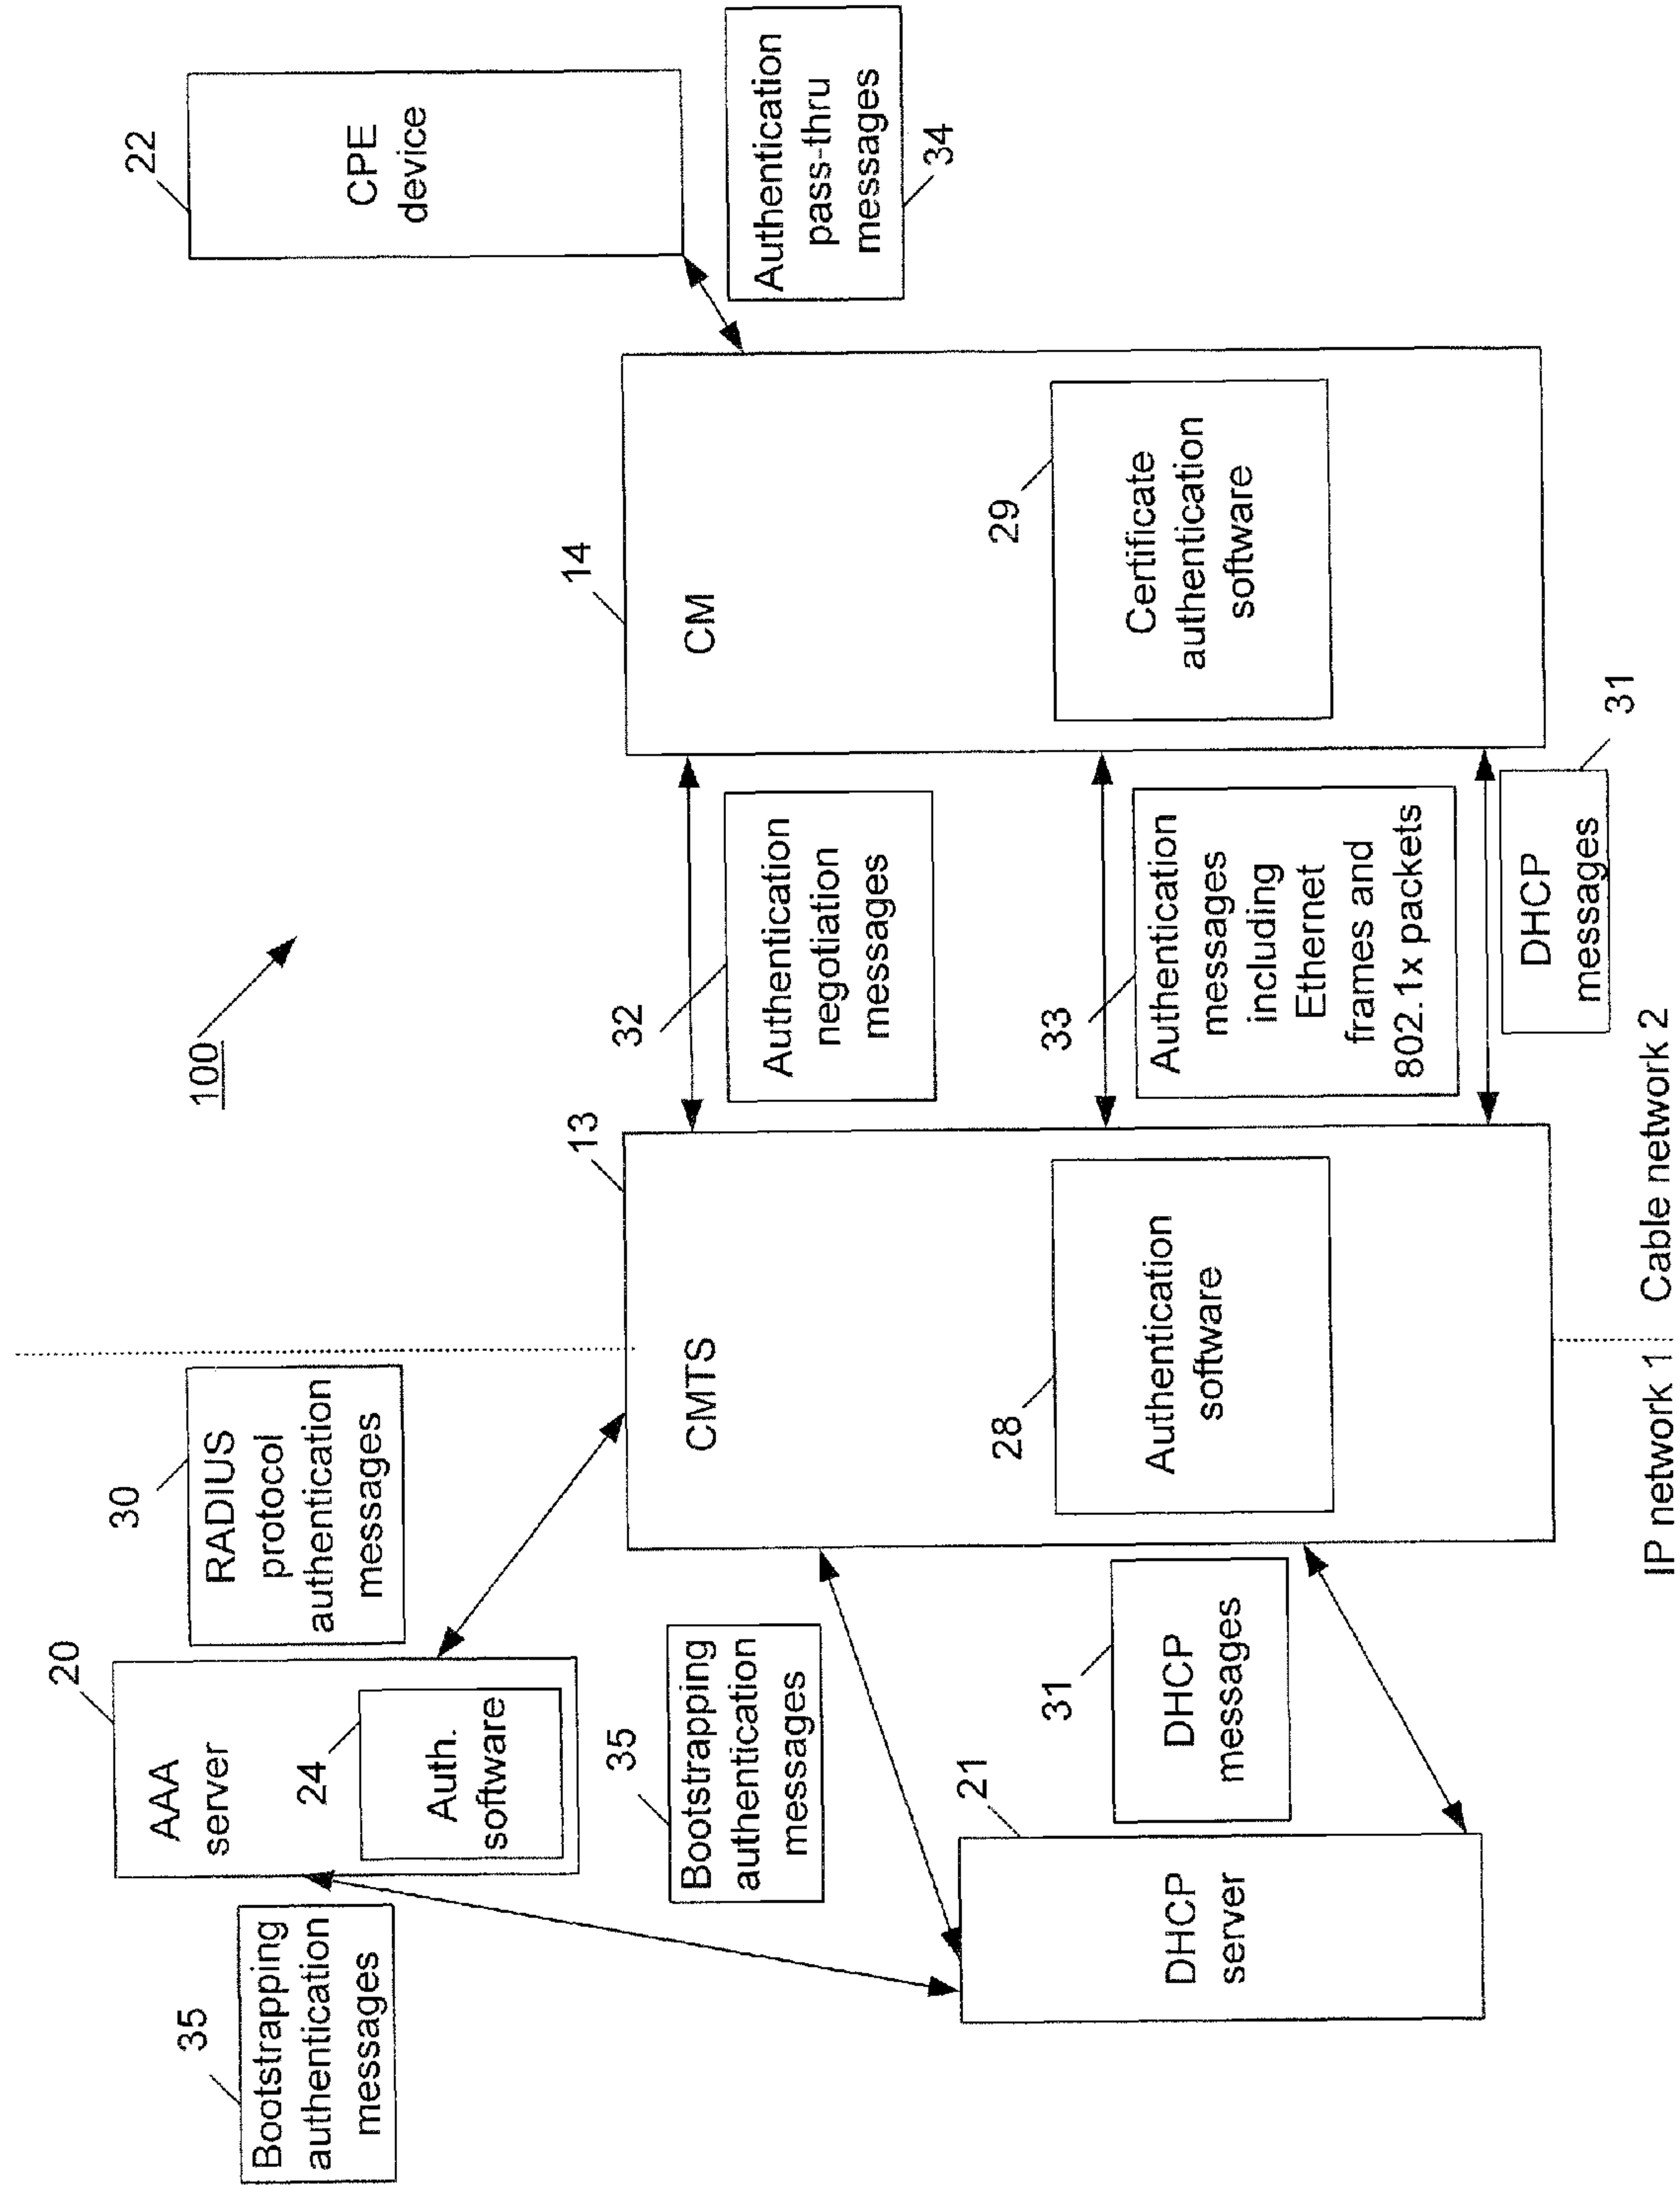 100
35
Bootstrapping
authentication
messages
20
AAA
server
24
Auth.
software
30
RADIUS
protocol
authentication
messages
35
Bootstrapping
authentication
messages
21
DHCP
server
31
DHCP
messages
13
CMTS
28
Authentication
software
32
Authentication
negotiation
messages
33
Authentication
messages
including
Ethernet
frames and
802.1x packets
DHCP
messages
31
14
CM
29
Certificate
authentication
software
22
CPE
device
Authentication
pass-thru
messages
34
IP network 1
Cable network 2